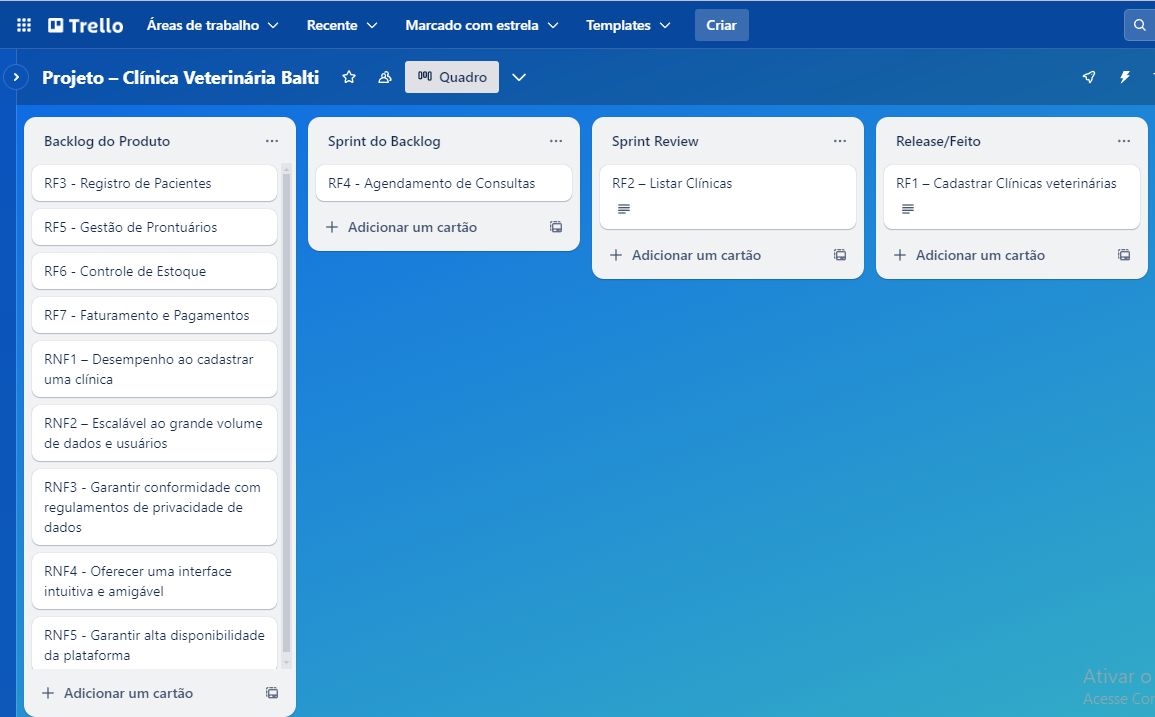 Trello Áreas de trabalho Recente Marcado com estrela Templates Criar
Projeto – Clínica Veterinária Balti Quadro
Backlog do Produto
RF3 - Registro de Pacientes
RF5 - Gestão de Prontuários
RF6 - Controle de Estoque
RF7 - Faturamento e Pagamentos
RNF1 – Desempenho ao cadastrar
uma clínica
RNF2 – Escalável ao grande volume
de dados e usuários
RNF3 - Garantir conformidade com
regulamentos de privacidade de
dados
RNF4 - Oferecer uma interface
intuitiva e amigável
RNF5 - Garantir alta disponibilidade
da plataforma
Adicionar um cartão
Sprint do Backlog
RF4 - Agendamento de Consultas
Adicionar um cartão
Sprint Review
RF2 – Listar Clínicas
Adicionar um cartão
Release/Feito
RF1 – Cadastrar Clínicas veterinárias
Adicionar um cartão
Ativar o
Acesse